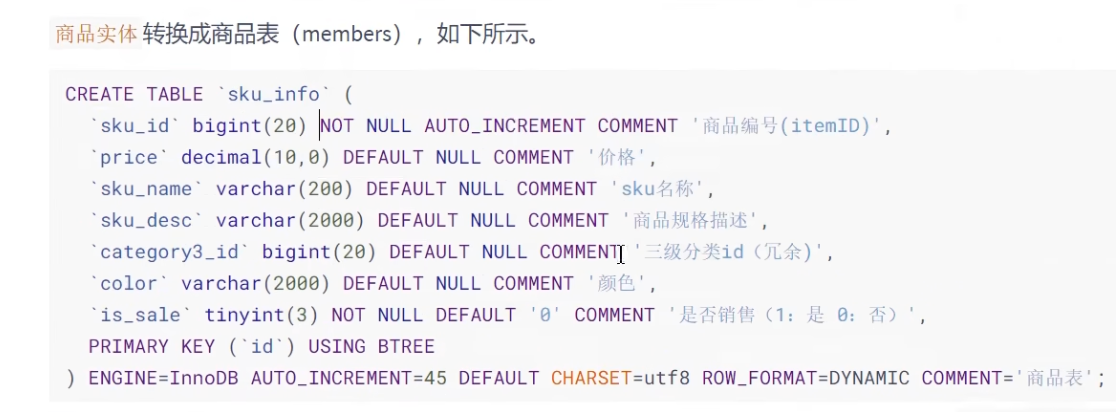 商品实体转换成商品表（members），如下所示。
CREATE TABLE `sku_info` (
`sku_id` bigint(20) NOT NULL AUTO_INCREMENT COMMENT '商品编号(itemID)',
`price` decimal(10,0) DEFAULT NULL COMMENT '价格',
`sku_name` varchar(200) DEFAULT NULL COMMENT 'sku名称',
`sku_desc` varchar(2000) DEFAULT NULL COMMENT '商品规格描述',
`category3_id` bigint(20) DEFAULT NULL COMMENT '三级分类id（冗余)',
`color` varchar(2000) DEFAULT NULL COMMENT '颜色',
`is_sale` tinyint(3) NOT NULL DEFAULT '0' COMMENT '是否销售（1：是 0：否）',
PRIMARY KEY (`id`) USING BTREE
) ENGINE=InnoDB AUTO_INCREMENT=45 DEFAULT CHARSET=utf8 ROW_FORMAT=DYNAMIC COMMENT='商品表';